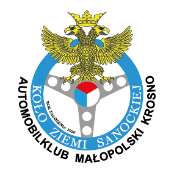 KOŁO ZIEMI SANOCKIEJ
AUTOMOBILKLUB MAŁOPOLSKI KROSNO